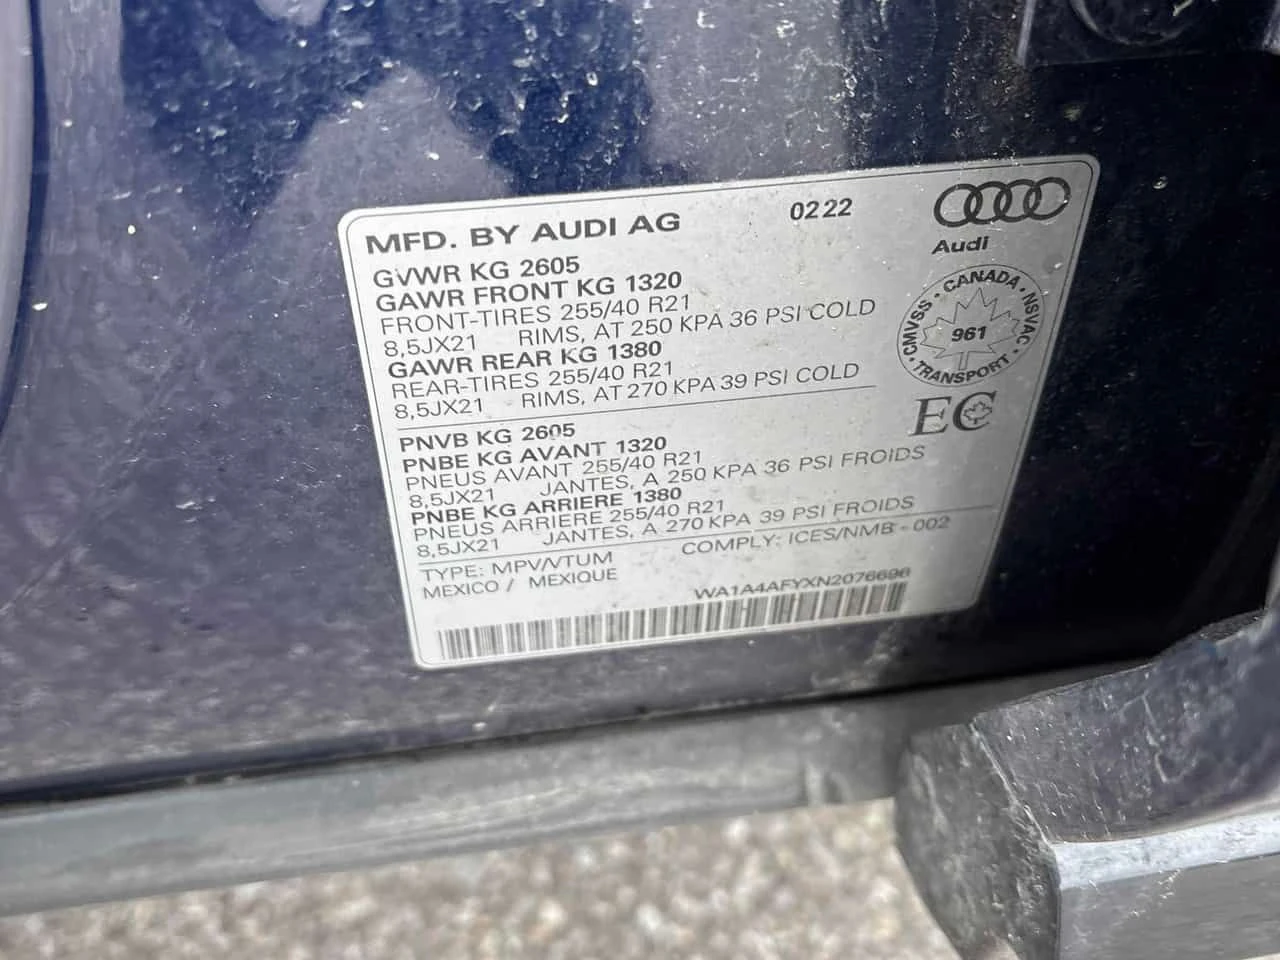 MFD. BY AUDI AG 0222
Audi
GVWR KG 2605
GAWR FRONT KG 1320
FRONT-TIRES 255/40 R21
8,5JX21 RIMS, AT 250 KPA 36 PSI COLD
GAWR REAR KG 1380
REAR-TIRES 255/40 R21
8,5JX21 RIMS, AT 270 KPA 39 PSI COLD
· CANADA · NSVAC · TRANSPORT · CMVSS
961
EC
PNVB KG 2605
PNBE KG AVANT 1320
PNEUS AVANT 255/40 R21
8,5JX21 JANTES, A 250 KPA 36 PSI FROIDS
PNBE KG ARRIERE 1380
PNEUS ARRIERE 255/40 R21
8,5JX21 JANTES, A 270 KPA 39 PSI FROIDS
TYPE: MPV/VTUM COMPLY: ICES/NMB - 002
MEXICO / MEXIQUE
WA1A4AFYXN2076696